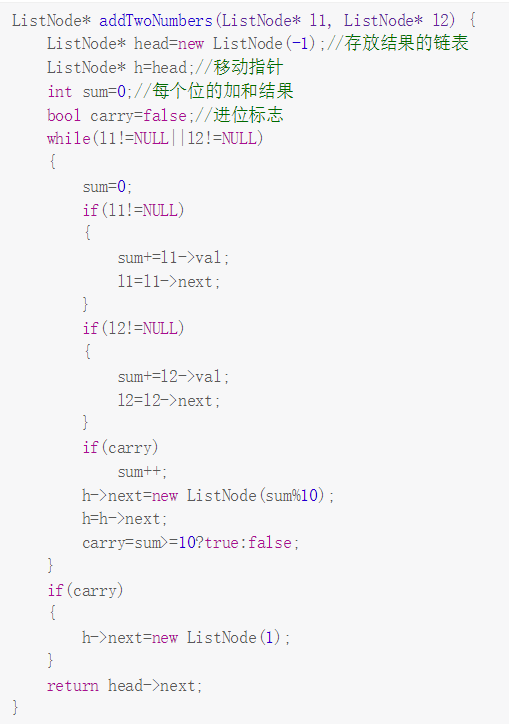 ListNode* addTwoNumbers(ListNode* l1, ListNode* l2) {
    ListNode* head=new ListNode(-1);//存放结果的链表
    ListNode* h=head;//移动指针
    int sum=0;//每个位的加和结果
    bool carry=false;//进位标志
    while(l1!=NULL||l2!=NULL)
    {
        sum=0;
        if(l1!=NULL)
        {
            sum+=l1->val;
            l1=l1->next;
        }
        if(l2!=NULL)
        {
            sum+=l2->val;
            l2=l2->next;
        }
        if(carry)
            sum++;
        h->next=new ListNode(sum%10);
        h=h->next;
        carry=sum>=10?true:false;
    }
    if(carry)
    {
        h->next=new ListNode(1);
    }
    return head->next;
}